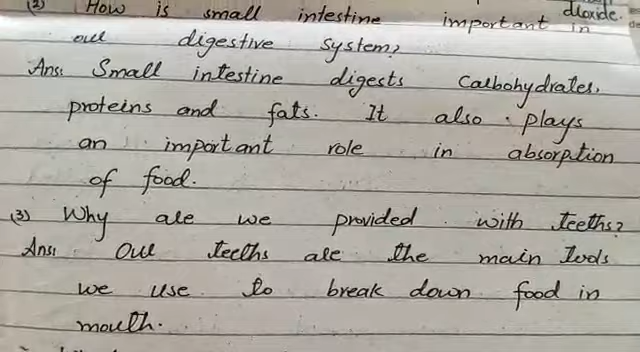 dioxide.
(2) How is small intestine important in
our digestive system?
Ans: Small intestine digests Carbohydrates,
proteins and fats. It also plays
an important role in absorption
of food.
(3) Why are we provided with teeths?
Ans: Our teeths are the main tools
we use to break down food in
mouth.